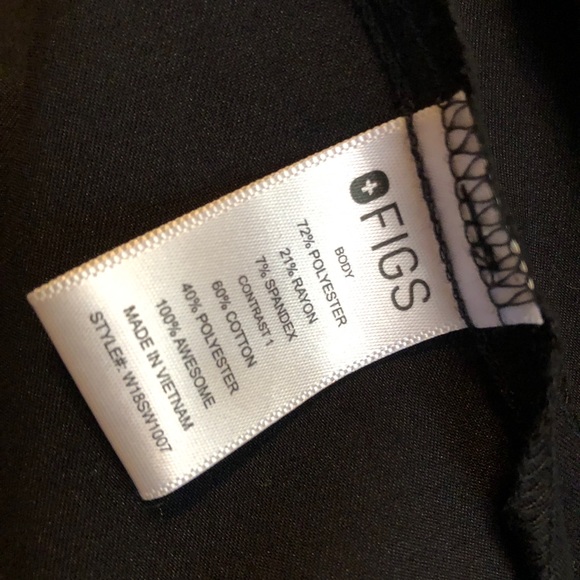 FIGS
BODY
72% POLYESTER
21% RAYON
7% SPANDEX
CONTRAST 1
60% COTTON
40% POLYESTER
100% AWESOME
MADE IN VIETNAM
STYLE#: W18SW1007